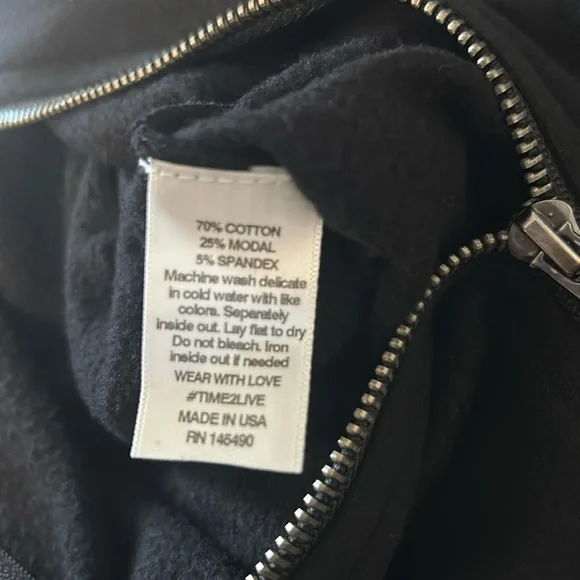 70% COTTON
25% MODAL
5% SPANDEX
Machine wash delicate
in cold water with like
colors. Separately
inside out. Lay flat to dry
Do not bleach. Iron
inside out if needed
WEAR WITH LOVE
#TIME2LIVE
MADE IN USA
RN 145490